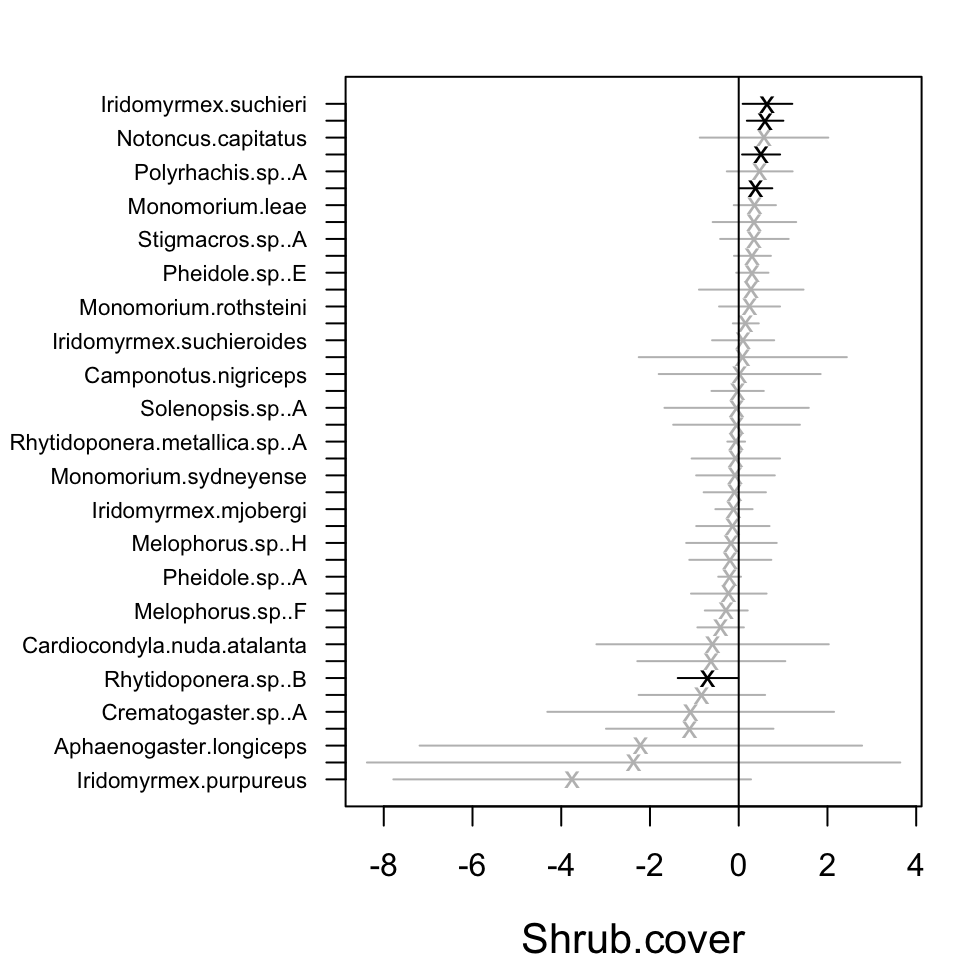 Iridomyrmex.suchieri
Notoncus.capitatus
Polyrhachis.sp..A
Monomorium.leae
Stigmacros.sp..A
Pheidole.sp..E
Monomorium.rothsteini
Iridomyrmex.suchieroides
Camponotus.nigriceps
Solenopsis.sp..A
Rhytidoponera.metallica.sp..A
Monomorium.sydneyense
Iridomyrmex.mjobergi
Melophorus.sp..H
Pheidole.sp..A
Melophorus.sp..F
Cardiocondyla.nuda.atalanta
Rhytidoponera.sp..B
Crematogaster.sp..A
Aphaenogaster.longiceps
Iridomyrmex.purpureus
-8 -6 -4 -2 0 2 4
Shrub.cover